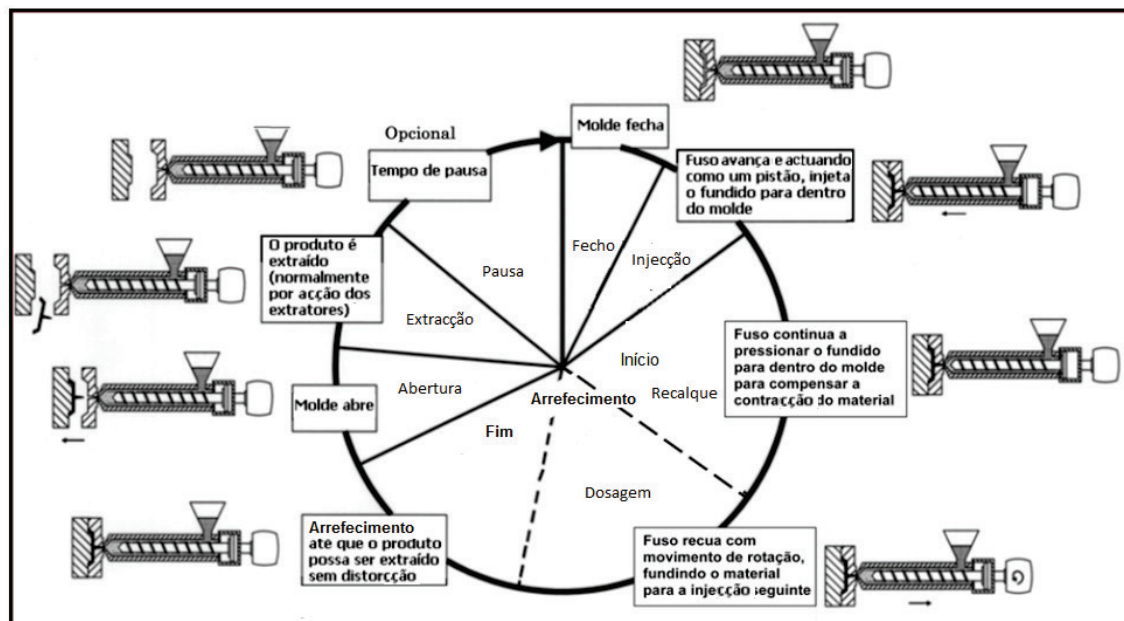 Opcional
Molde fecha
Tempo de pausa
Fuso avança e actuando
como um pistão, injeta
o fundido para dentro
do molde
O produto é
extraído
(normalmente
por acção dos
extratores)
Fecho
Injecção
Pausa
Extracção
Início
Fuso continua a
pressionar o fundido
para dentro do molde
para compensar a
contracção do material
Recalque
Abertura
Arrefecimento
Molde abre
Fim
Dosagem
Arrefecimento
até que o produto
possa ser extraído
sem distorcção
Fuso recua com
movimento de rotação,
fundindo o material
para a injecção seguinte